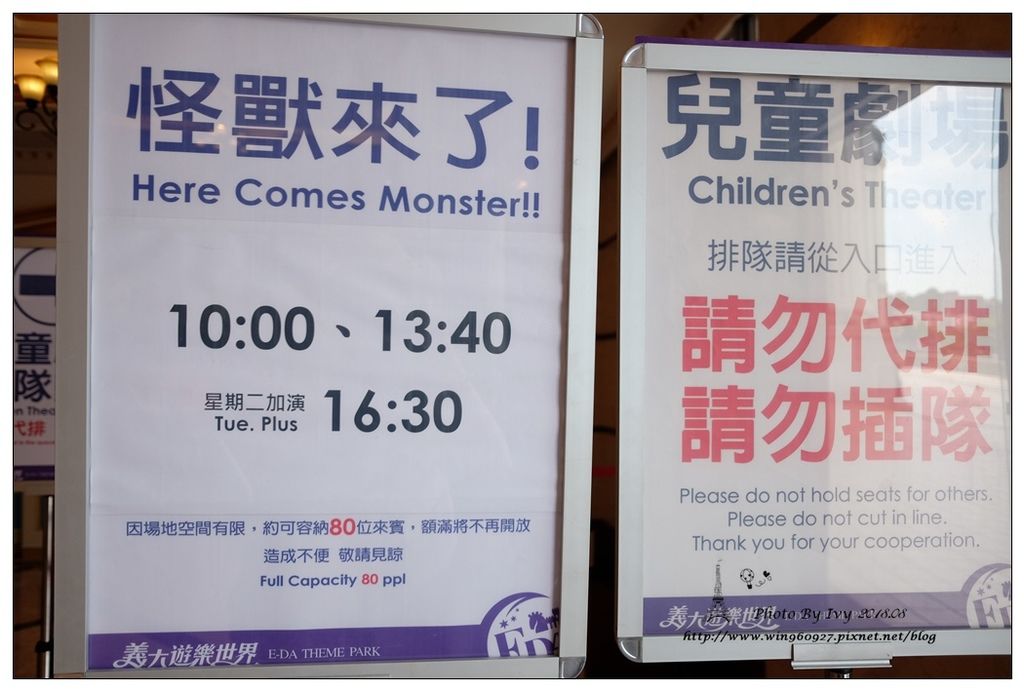 怪獸來了!
Here Comes Monster!!
10:00、13:40
星期二加演
Tue. Plus
16:30
因場地空間有限，約可容納80位來賓，額滿將不再開放
造成不便 敬請見諒
Full Capacity 80 ppl
義大遊樂世界 E-DA THEME PARK
兒童劇場
Children's Theater
排隊請從入口進入
請勿代排
請勿插隊
Please do not hold seats for others.
Please do not cut in line.
Thank you for your cooperation.
義大遊樂世界
Photo By Ivy 2018.08
http://www.win960927.pixnet.net/blog
童
隊
代排